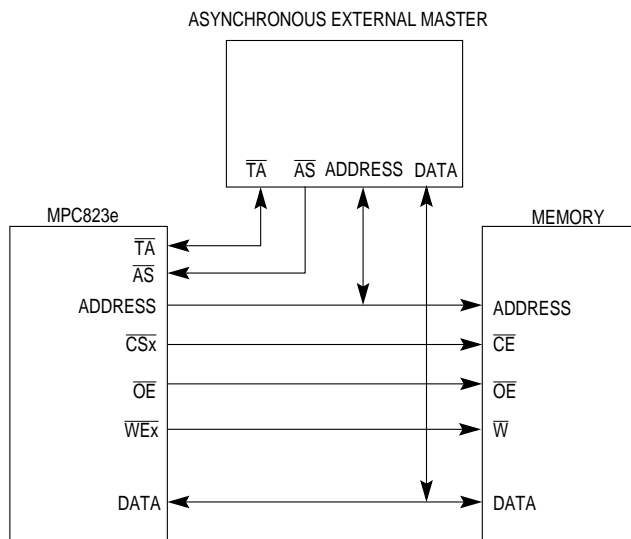 ASYNCHRONOUS EXTERNAL MASTER
TA AS ADDRESS DATA
MPC823e
MEMORY
TA
AS
ADDRESS
ADDRESS
CSx
CE
OE
OE
WEx
W
DATA
DATA